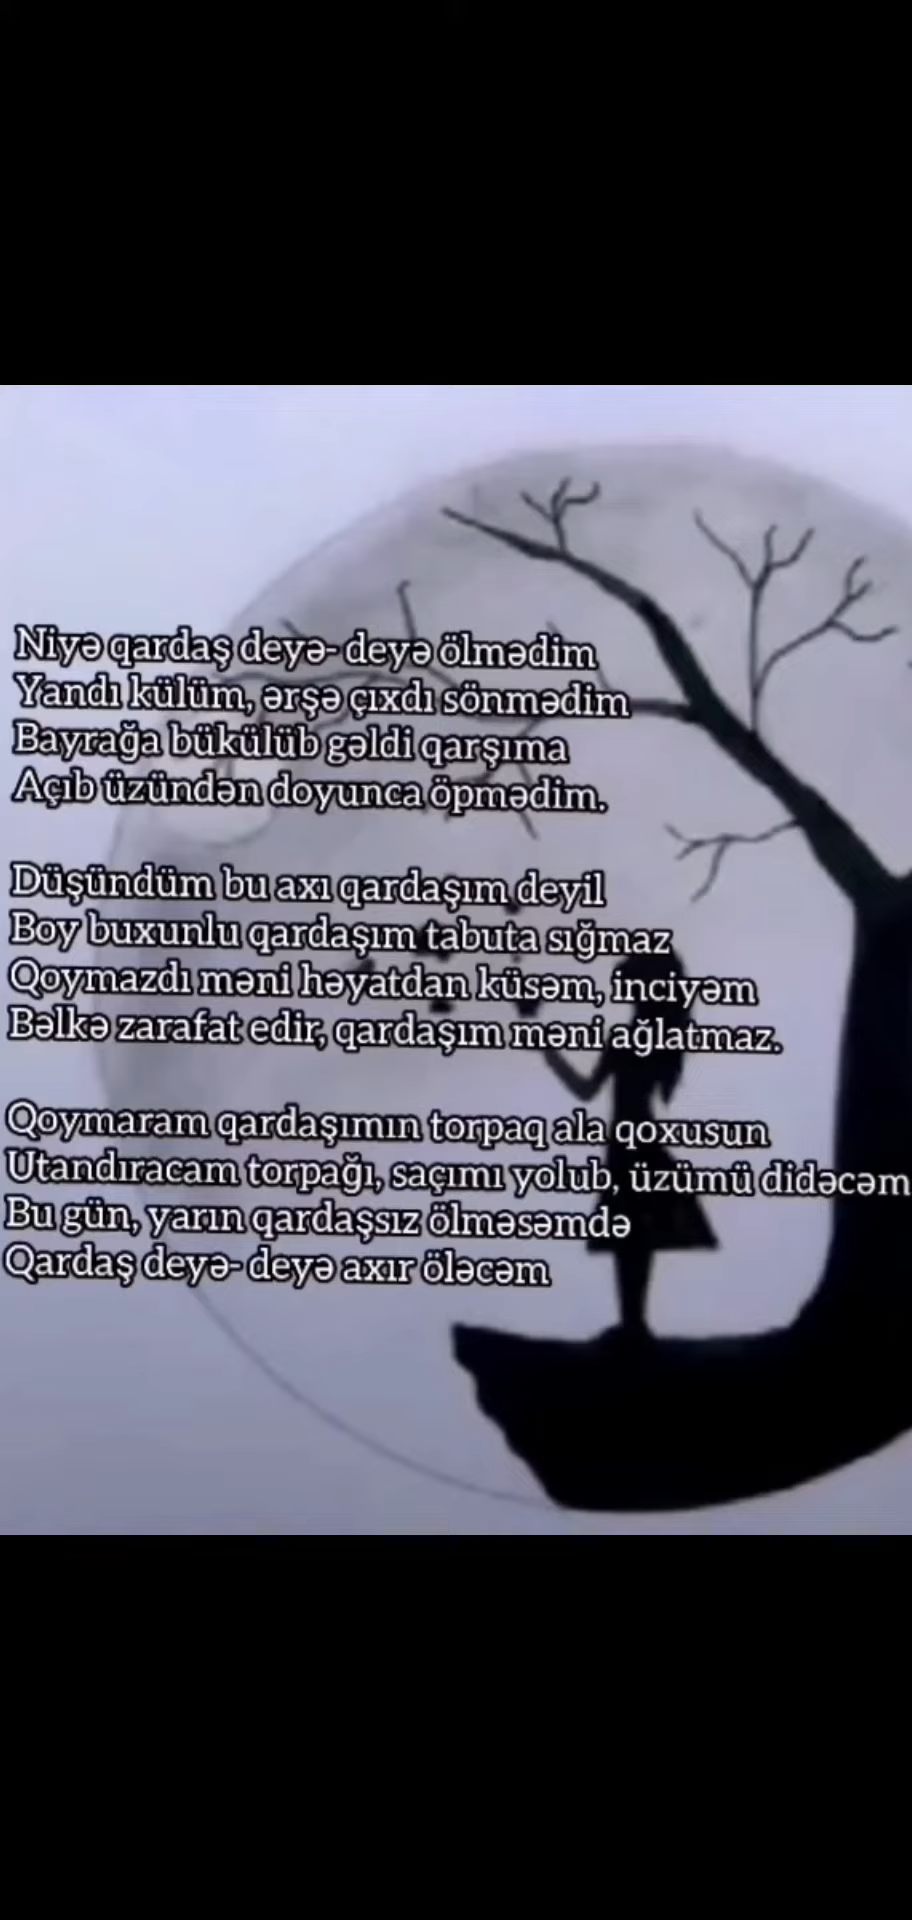 Niyə qardaş deyə- deyə ölmədim
Yandı külüm, ərşə çıxdı sönmədim
Bayrağa bükülüb gəldi qarşıma
Açıb üzündən doyunca öpmədim.
Düşündüm bu axı qardaşım deyil
Boy buxunlu qardaşım tabuta sığmaz
Qoymazdı məni həyatdan küsəm, inciyəm
Bəlkə zarafat edir, qardaşım məni ağlatmaz.
Qoymaram qardaşımın torpaq ala qoxusun
Utandıracam torpağı, saçımı yolub, üzümü didəcəm
Bu gün, yarın qardaşsız ölməsəmdə
Qardaş deyə- deyə axır öləcəm